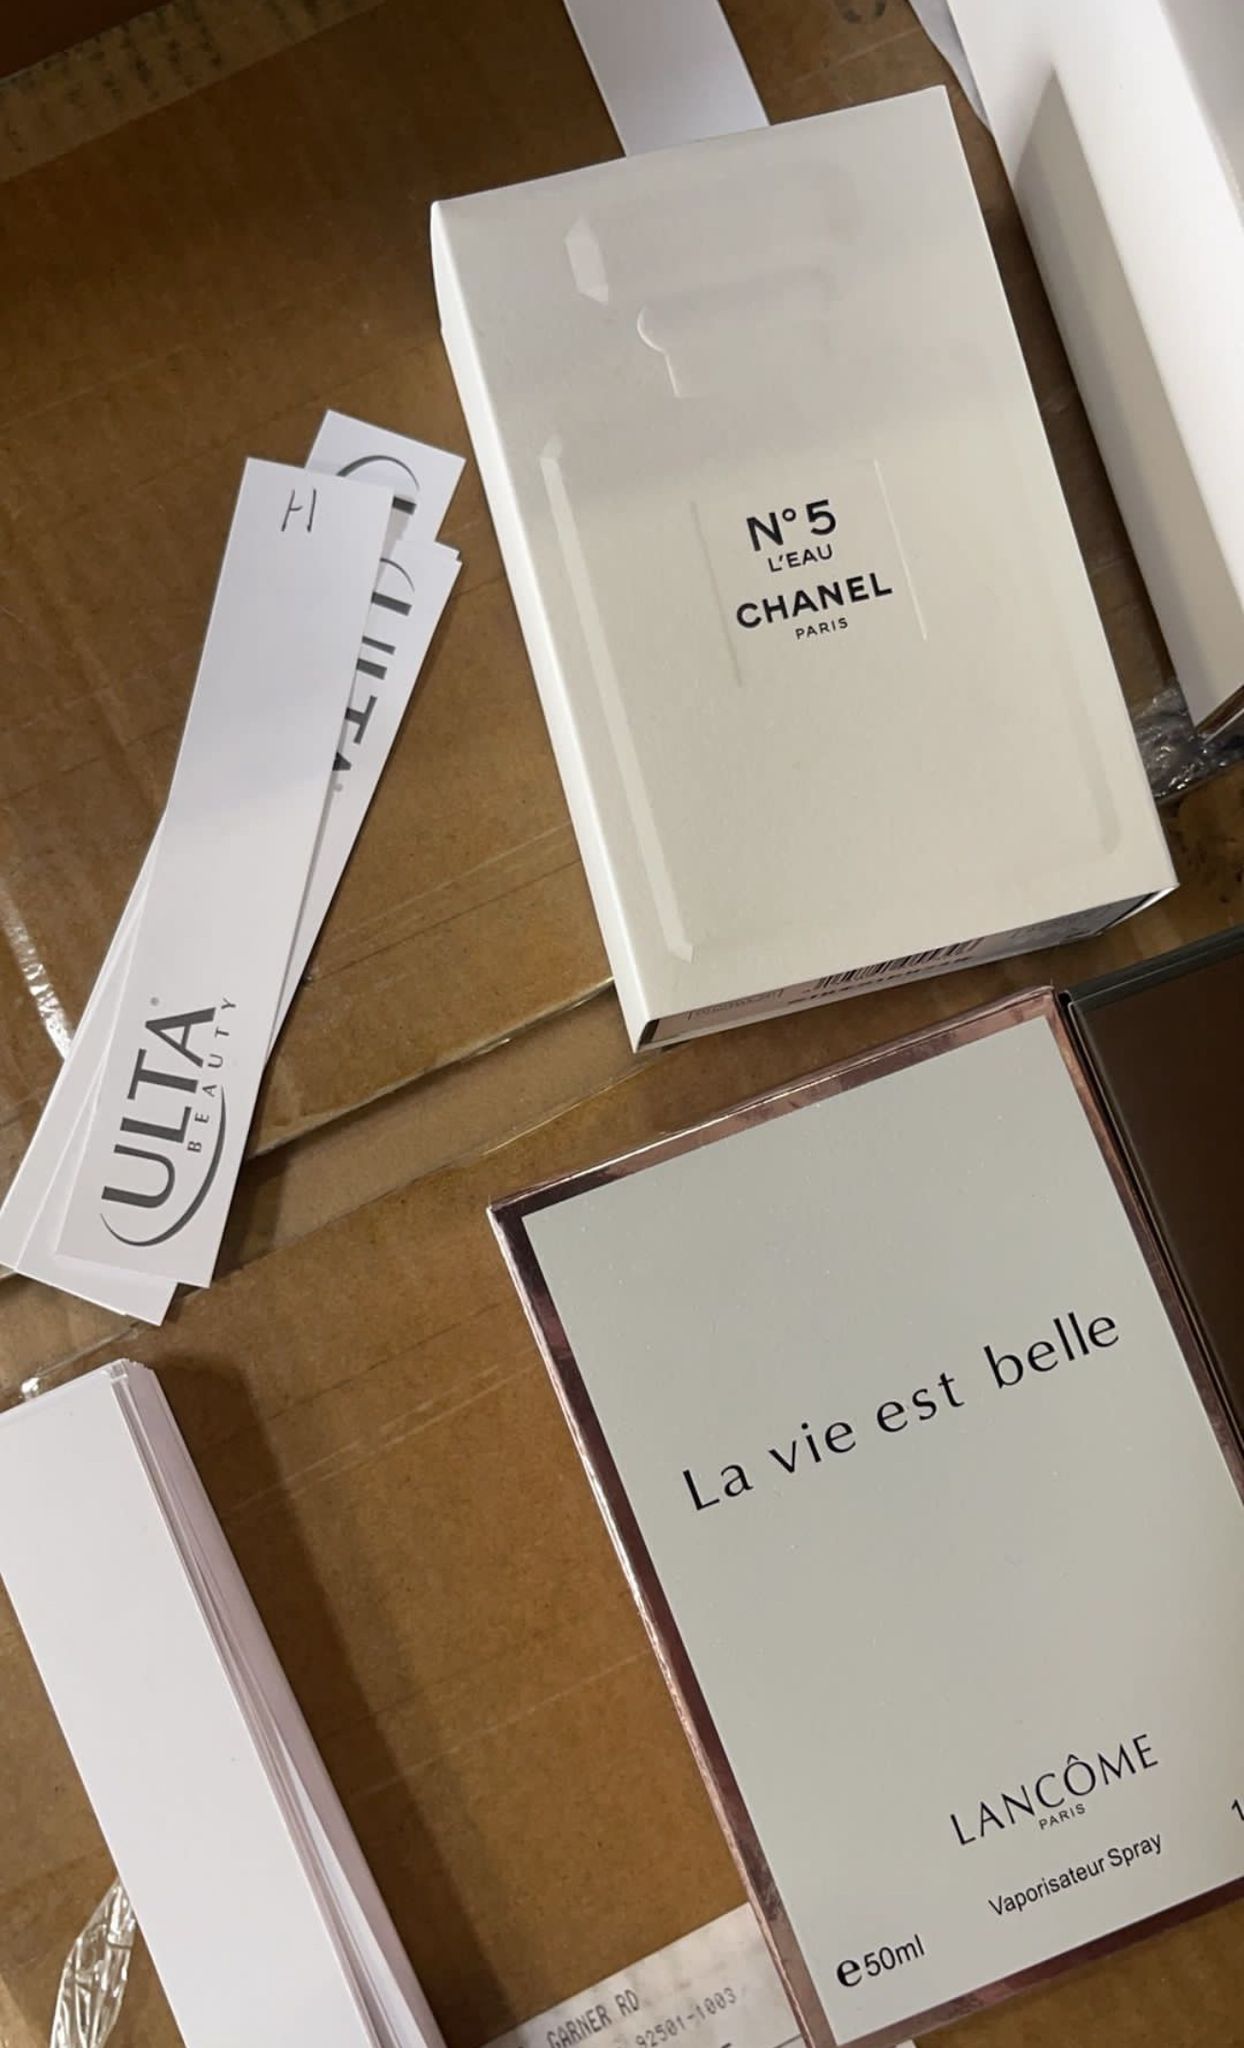 N°5
L'EAU
CHANEL
PARIS
H
ULTA
ULTA®
BEAUTY
La vie est belle
LANCÔME
PARIS
Vaporisateur Spray
e50ml
GARNER RD
92501-1003